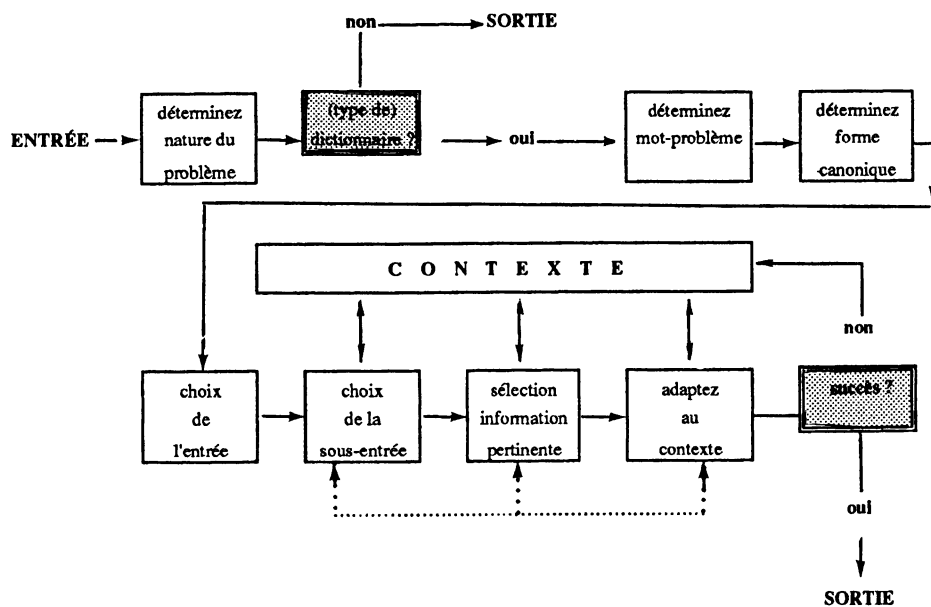 non
SORTIE
ENTRÉE
déterminez
nature du
problème
(type de)
dictionnaire ?
oui
déterminez
mot-problème
déterminez
forme
canonique
C O N T E X T E
non
choix
de
l'entrée
choix
de la
sous-entrée
sélection
information
pertinente
adaptez
au
contexte
succès ?
oui
SORTIE